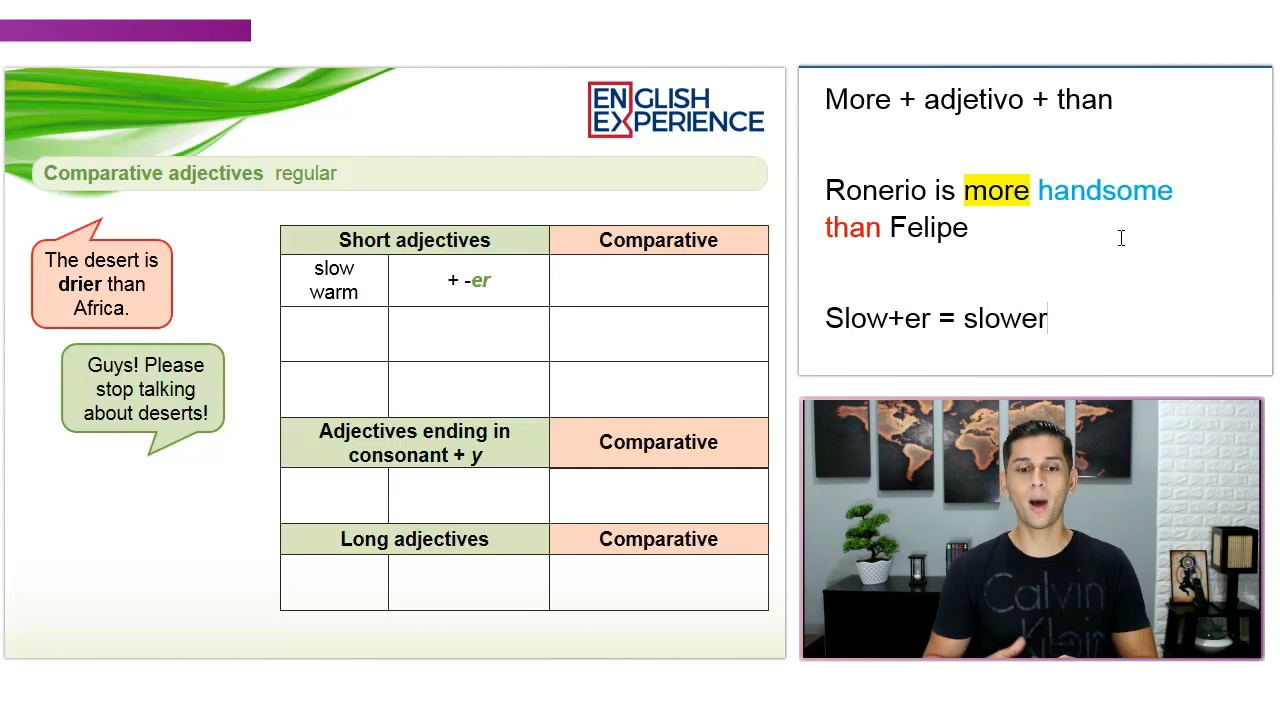 ENGLISH
EXPERIENCE
Comparative adjectives regular
The desert is
drier than
Africa.
Guys! Please
stop talking
about deserts!
Short adjectives
Comparative
slow
warm
+ -er
Adjectives ending in
consonant + y
Comparative
Long adjectives
Comparative
More + adjetivo + than
Ronerio is more handsome
than Felipe
Slow+er = slower
Calvin
Klein